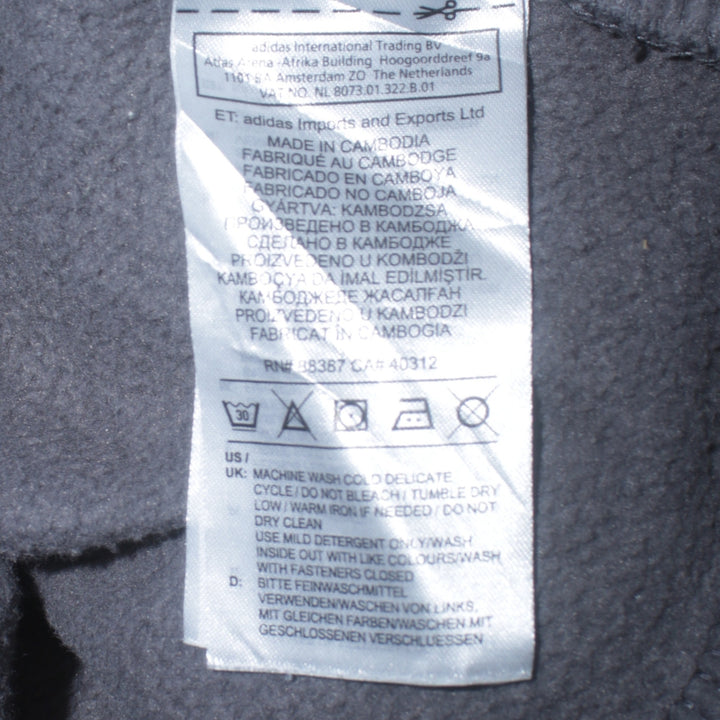 adidas International Trading BV
Atlas Arena -Afrika Building Hoogoorddreef 9a
1101 BA Amsterdam ZO The Netherlands
VAT NO. NL 8073.01.322.B.01
ET: adidas Imports and Exports Ltd
MADE IN CAMBODIA
FABRIQUÉ AU CAMBODGE
FABRICADO EN CAMBOYA
FABRICADO NO CAMBOJA
GYÁRTVA: KAMBODZSA
ПРОИЗВЕДЕНО В КАМБОДЖА
СДЕЛАНО В КАМБОДЖЕ
PROIZVEDENO U KOMBODŽI
KAMBOÇYA DA İMAL EDİLMİŞTİR.
КАМБОДЖЕДЕ ЖАСАЛҒАН
PROIZVEDENO U KAMBODŽI
FABRICAT ÎN CAMBOGIA
RN# 88387 CA# 40312
30
US /
UK: MACHINE WASH COLD DELICATE
CYCLE / DO NOT BLEACH / TUMBLE DRY
LOW / WARM IRON IF NEEDED / DO NOT
DRY CLEAN
USE MILD DETERGENT ONLY/WASH
INSIDE OUT WITH LIKE COLOURS/WASH
WITH FASTENERS CLOSED
D: BITTE FEINWASCHMITTEL
VERWENDEN/WASCHEN VON LINKS,
MIT GLEICHEN FARBEN/WASCHEN MIT
GESCHLOSSENEN VERSCHLIESSEN